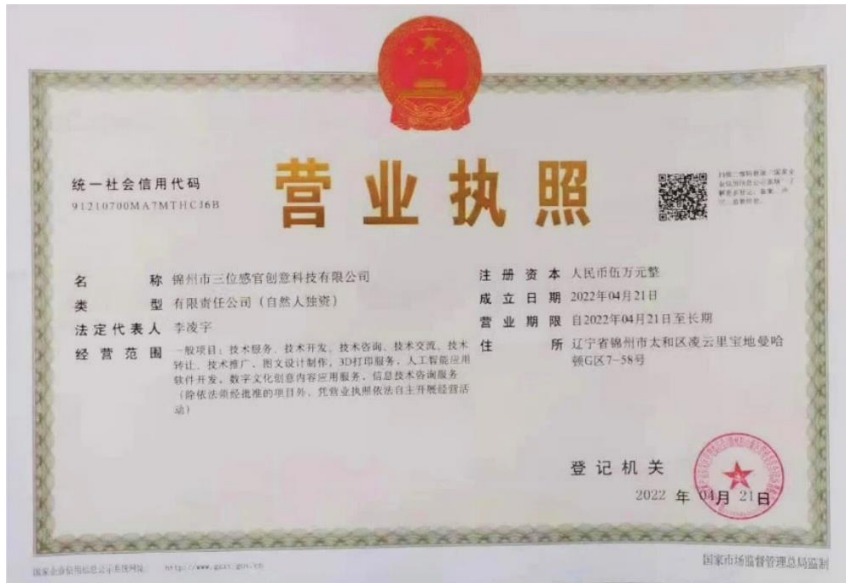 营业执照
统一社会信用代码
91210700MA7MTHCJ6B
名 称 锦州市三位感官创意科技有限公司
类 型 有限责任公司（自然人独资）
法定代表人 李凌宇
经营范围 一般项目：技术服务、技术开发、技术咨询、技术交流、技术
转让、技术推广，图文设计制作，3D打印服务，人工智能应用
软件开发，数字文化创意内容应用服务，信息技术咨询服务
（除依法须经批准的项目外，凭营业执照依法自主开展经营活
动）
注册资本 人民币伍万元整
成立日期 2022年04月21日
营业期限 自2022年04月21日至长期
住 所 辽宁省锦州市太和区凌云里宝地曼哈
顿G区7-58号
登记机关
2022 年 04月 21日
国家企业信用信息公示系统网址： http://www.gsxt.gov.cn
国家市场监督管理总局监制